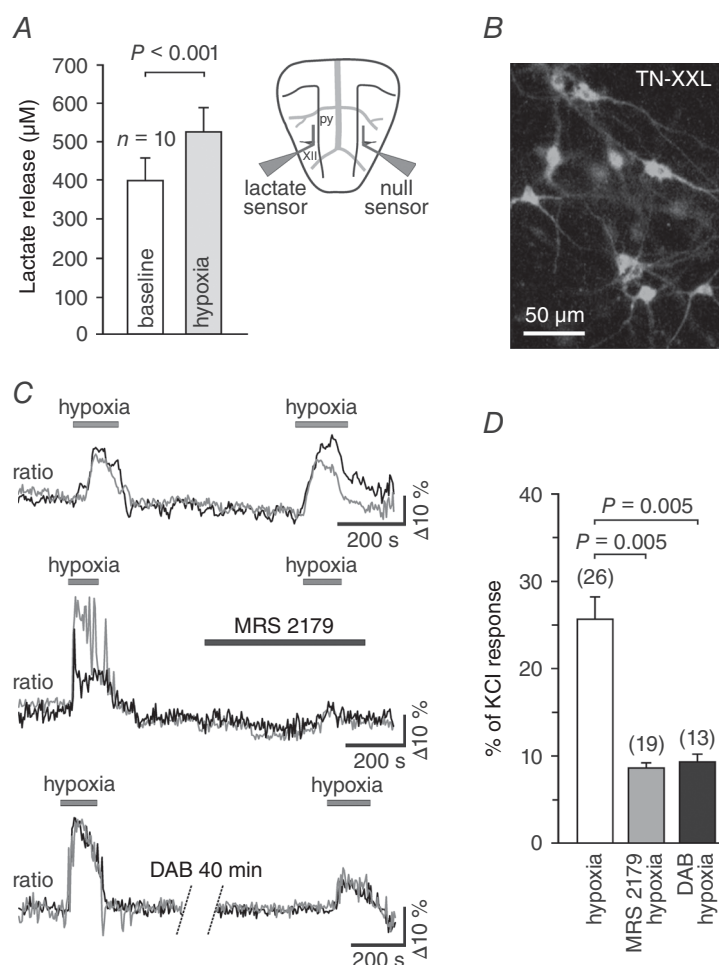 A
P < 0.001
700
600
500
400
300
200
100
0
Lactate release (µM)
n = 10
baseline
hypoxia
py
XII
lactate
sensor
null
sensor
B
TN-XXL
50 µm
C
hypoxia
hypoxia
ratio
200 s
Δ10 %
hypoxia
hypoxia
MRS 2179
ratio
200 s
Δ10 %
hypoxia
hypoxia
DAB 40 min
ratio
200 s
Δ10 %
D
40
30
20
10
0
% of KCl response
P = 0.005
P = 0.005
(26)
(19)
(13)
hypoxia
MRS 2179
hypoxia
DAB
hypoxia